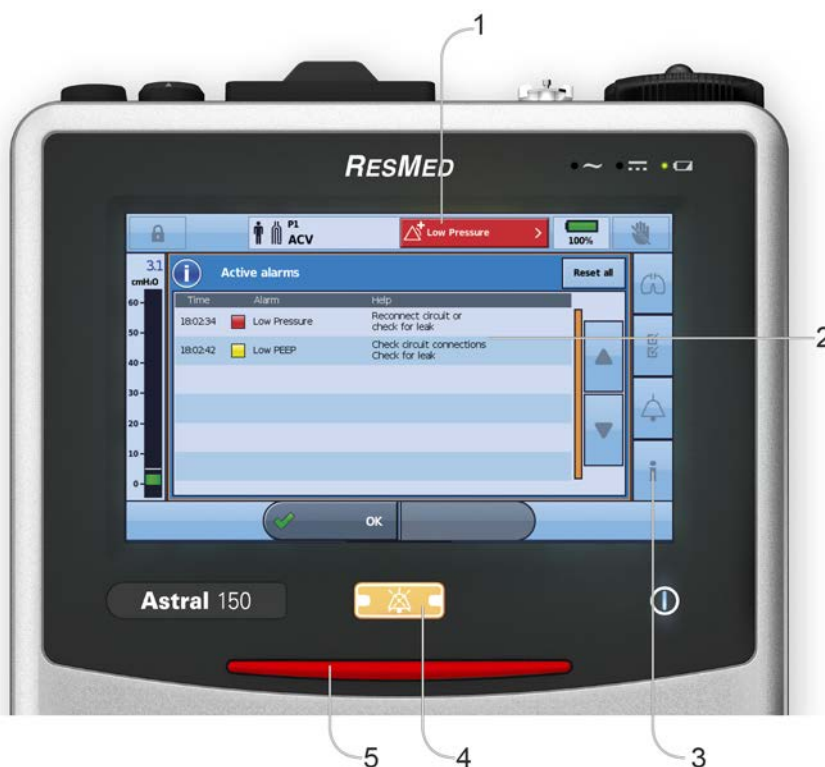 1
RESMED
P1
ACV
Low Pressure
100%
3.1
cmH2O
Active alarms
Reset all
Time Alarm Help
18:02:34 Low Pressure Reconnect circuit or
check for leak
18:02:42 Low PEEP Check circuit connections
Check for leak
2
60
50
40
30
20
10
0
OK
Astral 150
5
4
3